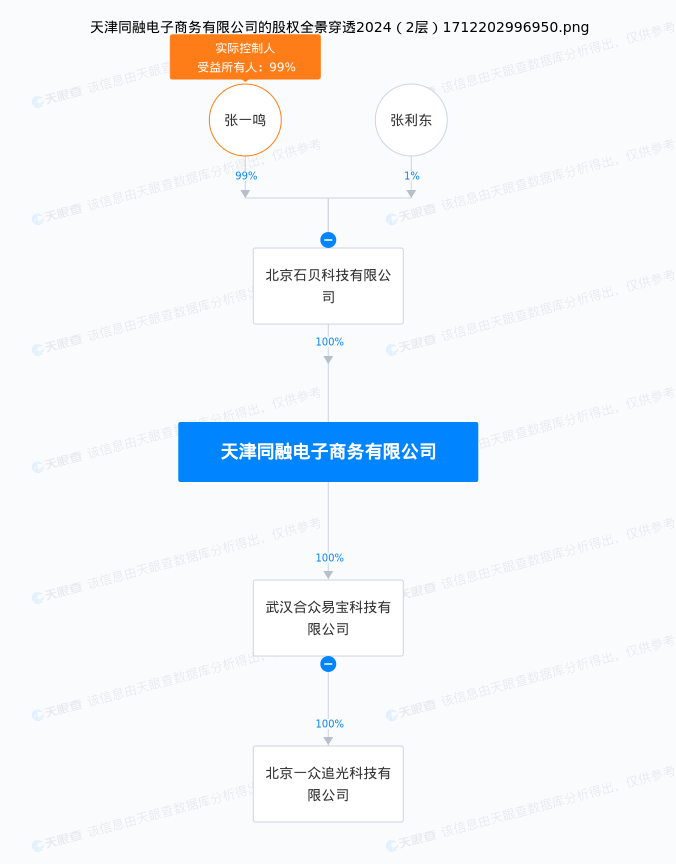 天津同融电子商务有限公司的股权全景穿透2024（2层）1712202996950.png
实际控制人
受益所有人：99%
张一鸣
张利东
99%
1%
北京石贝科技有限公
司
100%
天津同融电子商务有限公司
100%
武汉合众易宝科技有
限公司
100%
北京一众追光科技有
限公司
天眼查 该信息由天眼查数据库分析得出，仅供参考